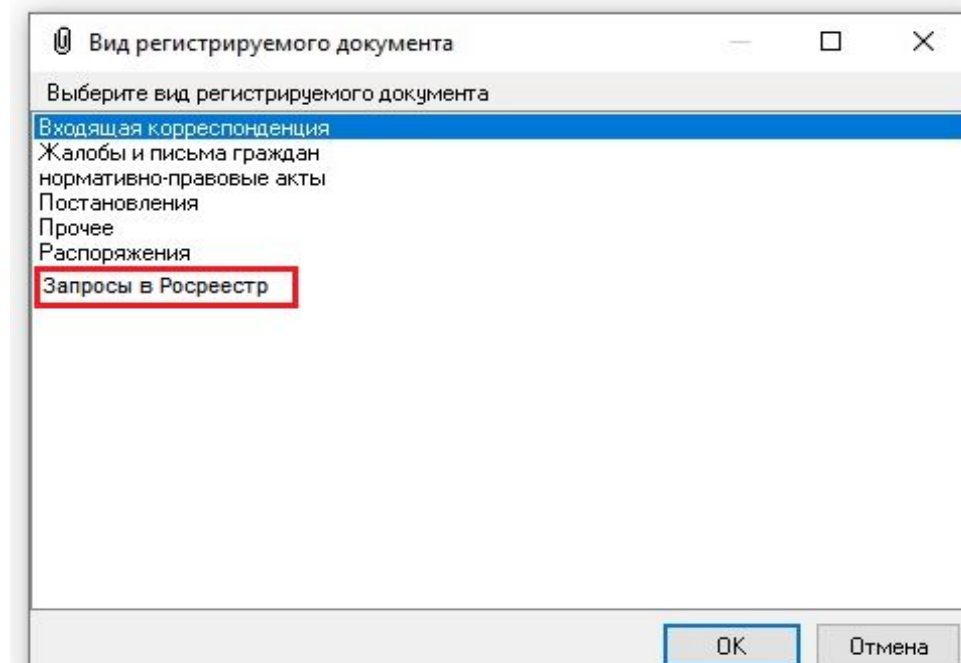 Вид регистрируемого документа
Выберите вид регистрируемого документа
Входящая корреспонденция
Жалобы и письма граждан
нормативно-правовые акты
Постановления
Прочее
Распоряжения
Запросы в Росреестр
OK Отмена